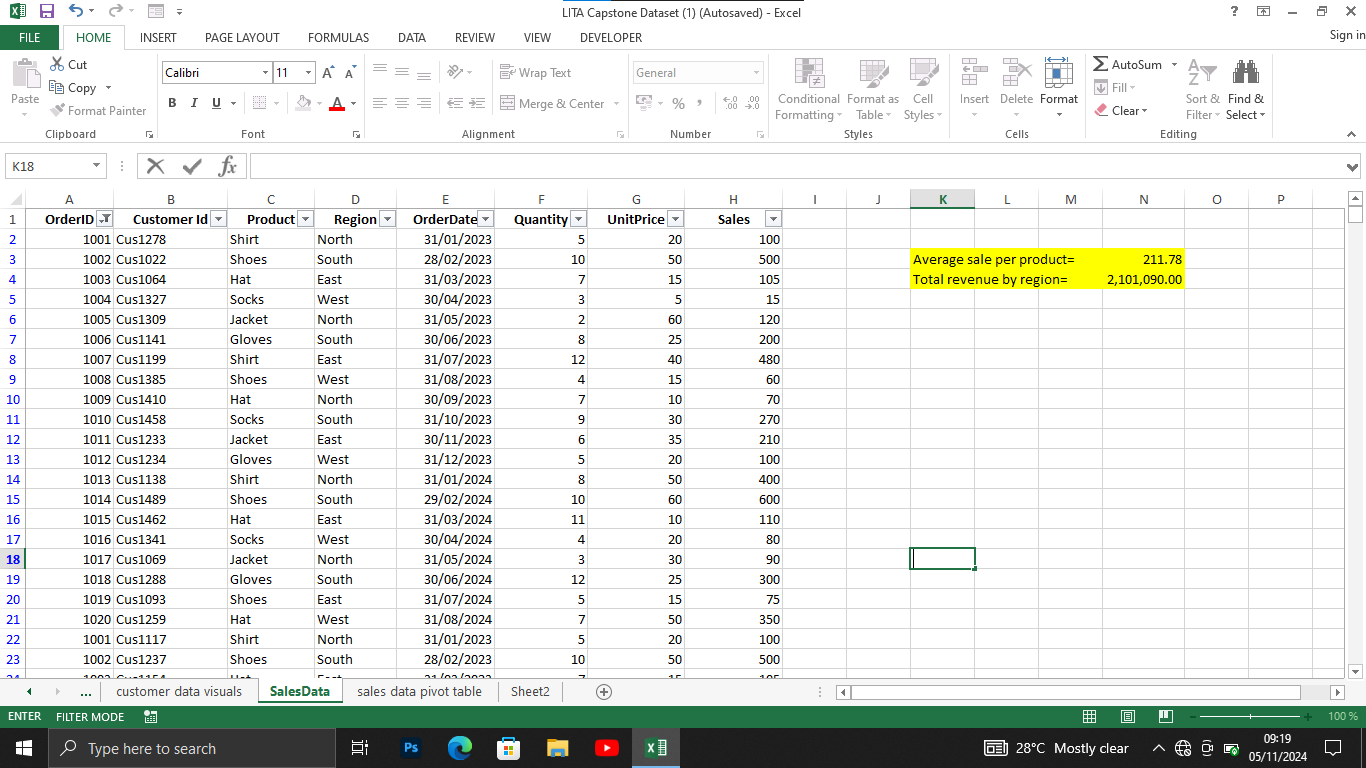 LITA Capstone Dataset (1) (Autosaved) - Excel
?
FILE HOME INSERT PAGE LAYOUT FORMULAS DATA REVIEW VIEW DEVELOPER Sign in
Paste
Cut
Copy
Format Painter
Clipboard
Calibri 11
B I U
Font
Wrap Text
Merge & Center
Alignment
General
%
Number
Conditional Formatting
Format as Table
Cell Styles
Styles
Insert Delete Format
Cells
AutoSum
Fill
Clear
Sort & Filter
Find & Select
Editing
K18
fx
A B C D E F G H I J K L M N O P
1 OrderID Customer Id Product Region OrderDate Quantity UnitPrice Sales
2 1001 Cus1278 Shirt North 31/01/2023 5 20 100
3 1002 Cus1022 Shoes South 28/02/2023 10 50 500 Average sale per product= 211.78
4 1003 Cus1064 Hat East 31/03/2023 7 15 105 Total revenue by region= 2,101,090.00
5 1004 Cus1327 Socks West 30/04/2023 3 5 15
6 1005 Cus1309 Jacket North 31/05/2023 2 60 120
7 1006 Cus1141 Gloves South 30/06/2023 8 25 200
8 1007 Cus1199 Shirt East 31/07/2023 12 40 480
9 1008 Cus1385 Shoes West 31/08/2023 4 15 60
10 1009 Cus1410 Hat North 30/09/2023 7 10 70
11 1010 Cus1458 Socks South 31/10/2023 9 30 270
12 1011 Cus1233 Jacket East 30/11/2023 6 35 210
13 1012 Cus1234 Gloves West 31/12/2023 5 20 100
14 1013 Cus1138 Shirt North 31/01/2024 8 50 400
15 1014 Cus1489 Shoes South 29/02/2024 10 60 600
16 1015 Cus1462 Hat East 31/03/2024 11 10 110
17 1016 Cus1341 Socks West 30/04/2024 4 20 80
18 1017 Cus1069 Jacket North 31/05/2024 3 30 90
19 1018 Cus1288 Gloves South 30/06/2024 12 25 300
20 1019 Cus1093 Shoes East 31/07/2024 5 15 75
21 1020 Cus1259 Hat West 31/08/2024 7 50 350
22 1001 Cus1117 Shirt North 31/01/2023 5 20 100
23 1002 Cus1237 Shoes South 28/02/2023 10 50 500
... customer data visuals SalesData sales data pivot table Sheet2
ENTER FILTER MODE 100 %
Type here to search
Ps
28°C Mostly clear
09:19
05/11/2024